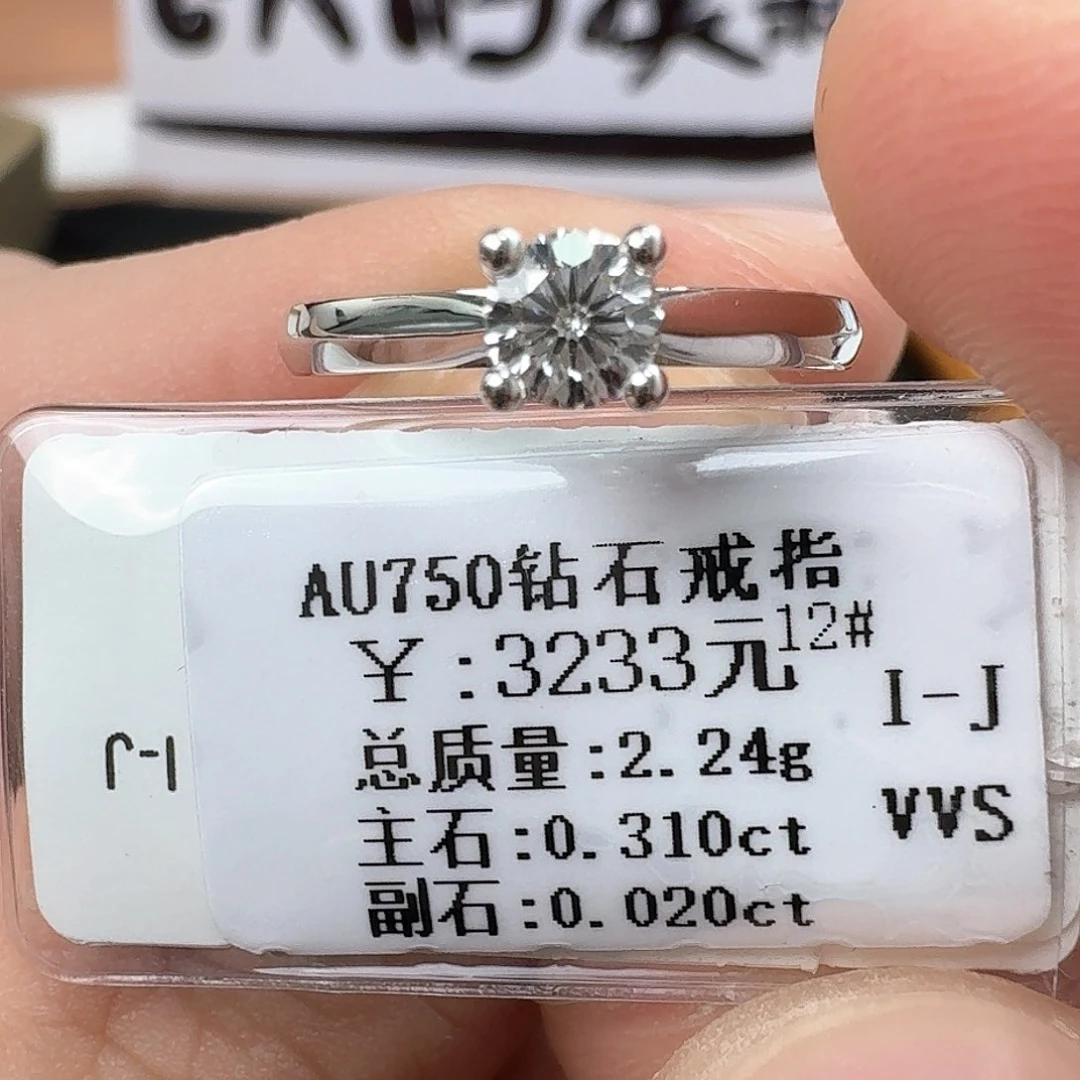 AU750钻石戒指
¥:3233元12#
I-J
总质量:2.24g
VVS
主石:0.310ct
副石:0.020ct
I-J